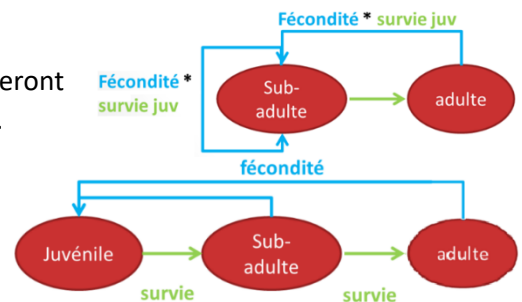 Fécondité * survie juv
eront
.
Fécondité *
survie juv
Sub-
adulte
adulte
fécondité
Juvénile
Sub-
adulte
adulte
survie
survie